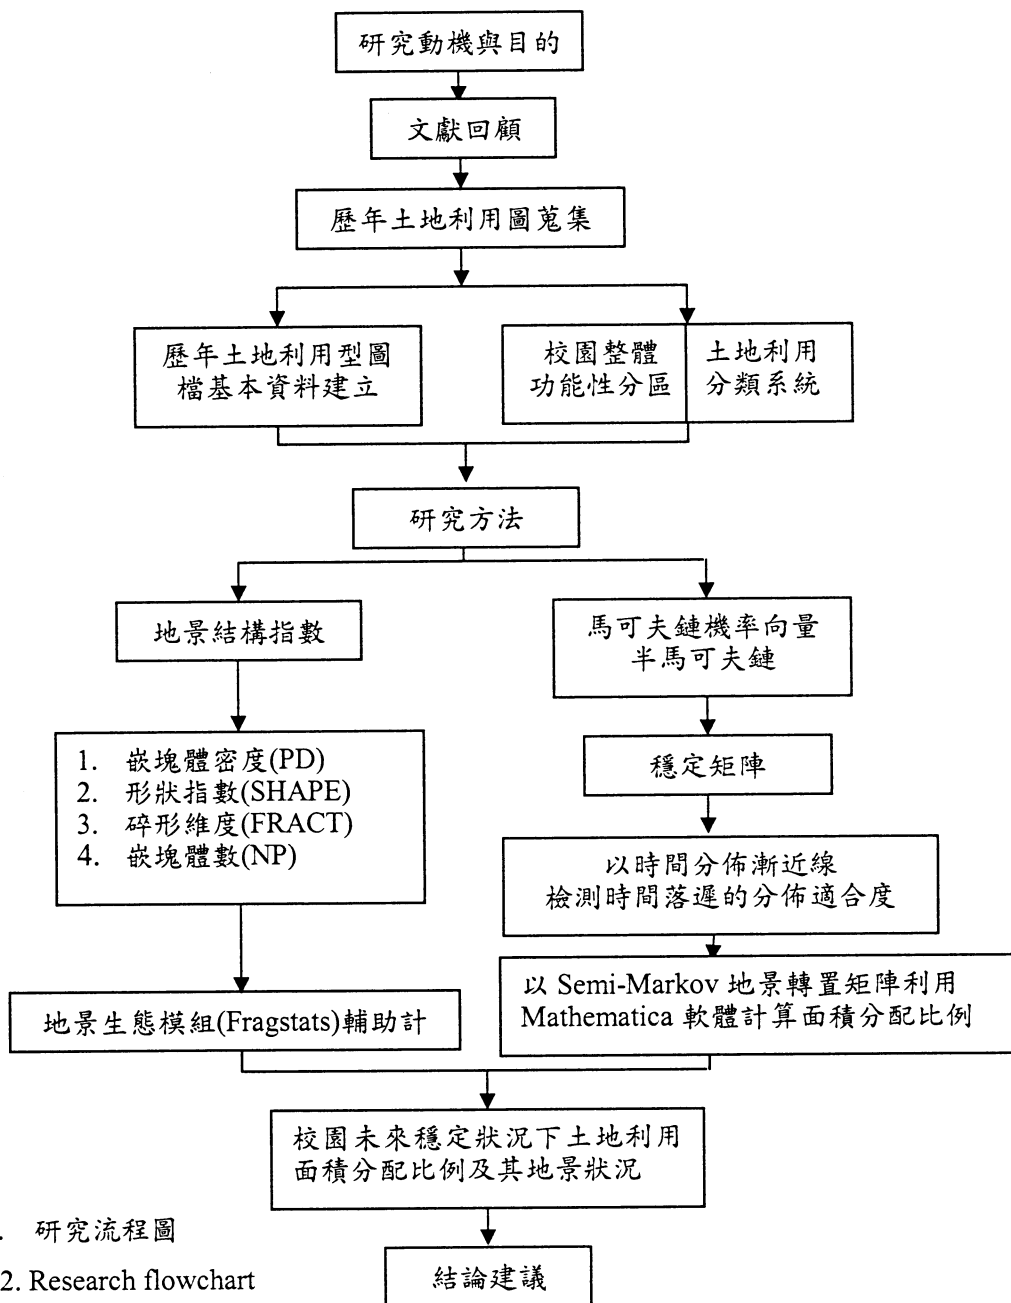 研究動機與目的
文獻回顧
歷年土地利用圖蒐集
歷年土地利用型圖
檔基本資料建立
校園整體
功能性分區
土地利用
分類系統
研究方法
地景結構指數
馬可夫鏈機率向量
半馬可夫鏈
1. 嵌塊體密度(PD)
2. 形狀指數(SHAPE)
3. 碎形維度(FRACT)
4. 嵌塊體數(NP)
穩定矩陣
以時間分佈漸近線
檢測時間落遲的分佈適合度
地景生態模組(Fragstats)輔助計
以 Semi-Markov 地景轉置矩陣利用
Mathematica 軟體計算面積分配比例
校園未來穩定狀況下土地利用
面積分配比例及其地景狀況
. 研究流程圖
2. Research flowchart
結論建議